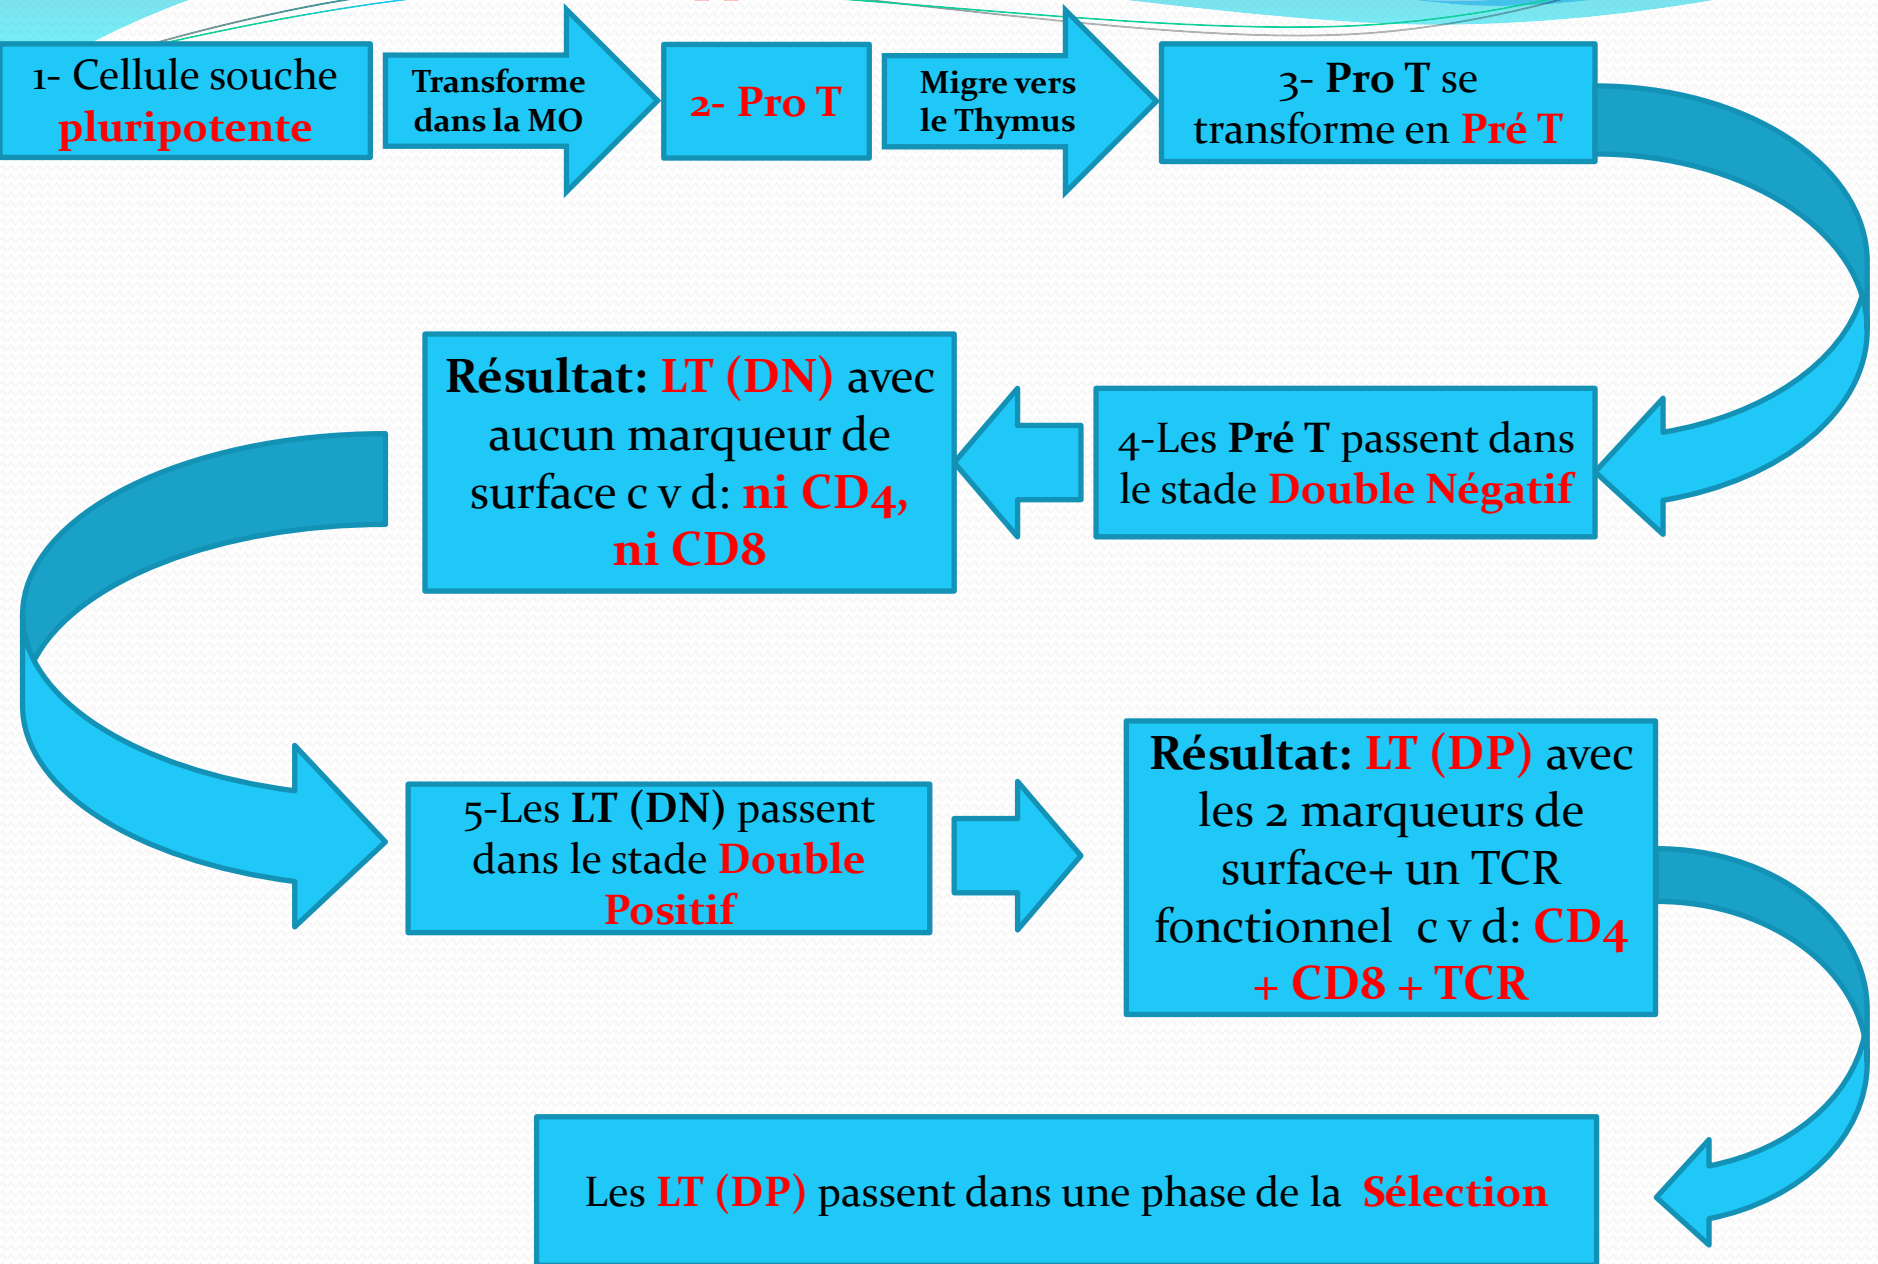 1- Cellule souche
pluripotente
Transforme
dans la MO
2- Pro T
Migre vers
le Thymus
3- Pro T se
transforme en Pré T
4-Les Pré T passent dans
le stade Double Négatif
Résultat: LT (DN) avec
aucun marqueur de
surface c v d: ni CD4,
ni CD8
5-Les LT (DN) passent
dans le stade Double
Positif
Résultat: LT (DP) avec
les 2 marqueurs de
surface+ un TCR
fonctionnel c v d: CD4
+ CD8 + TCR
Les LT (DP) passent dans une phase de la Sélection